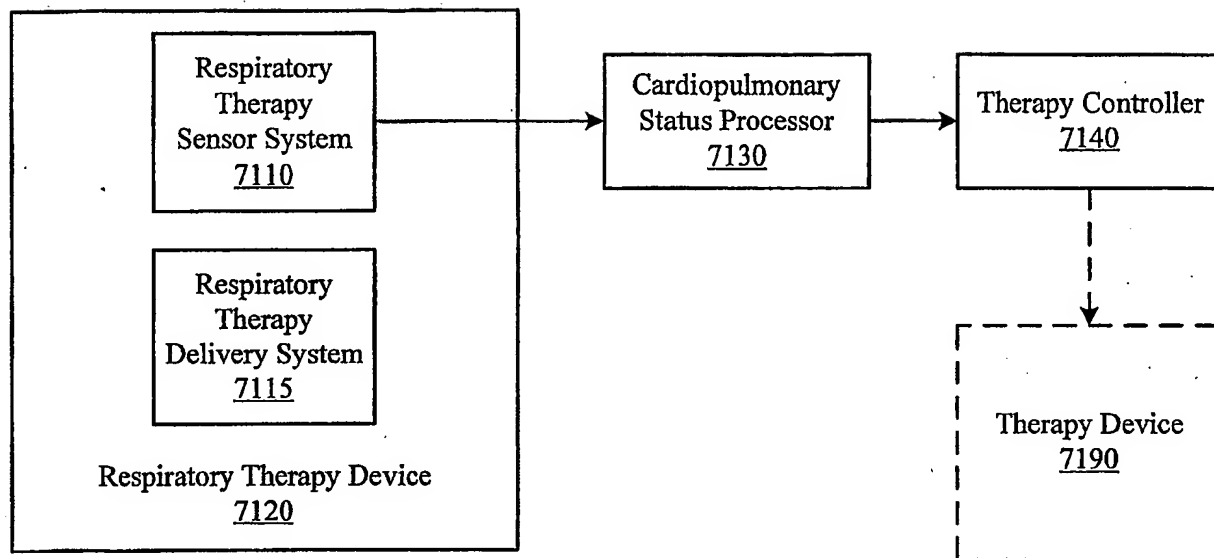 Respiratory
Therapy
Sensor System
7110
Respiratory
Therapy
Delivery System
7115
Respiratory Therapy Device
7120
Cardiopulmonary
Status Processor
7130
Therapy Controller
7140
Therapy Device
7190